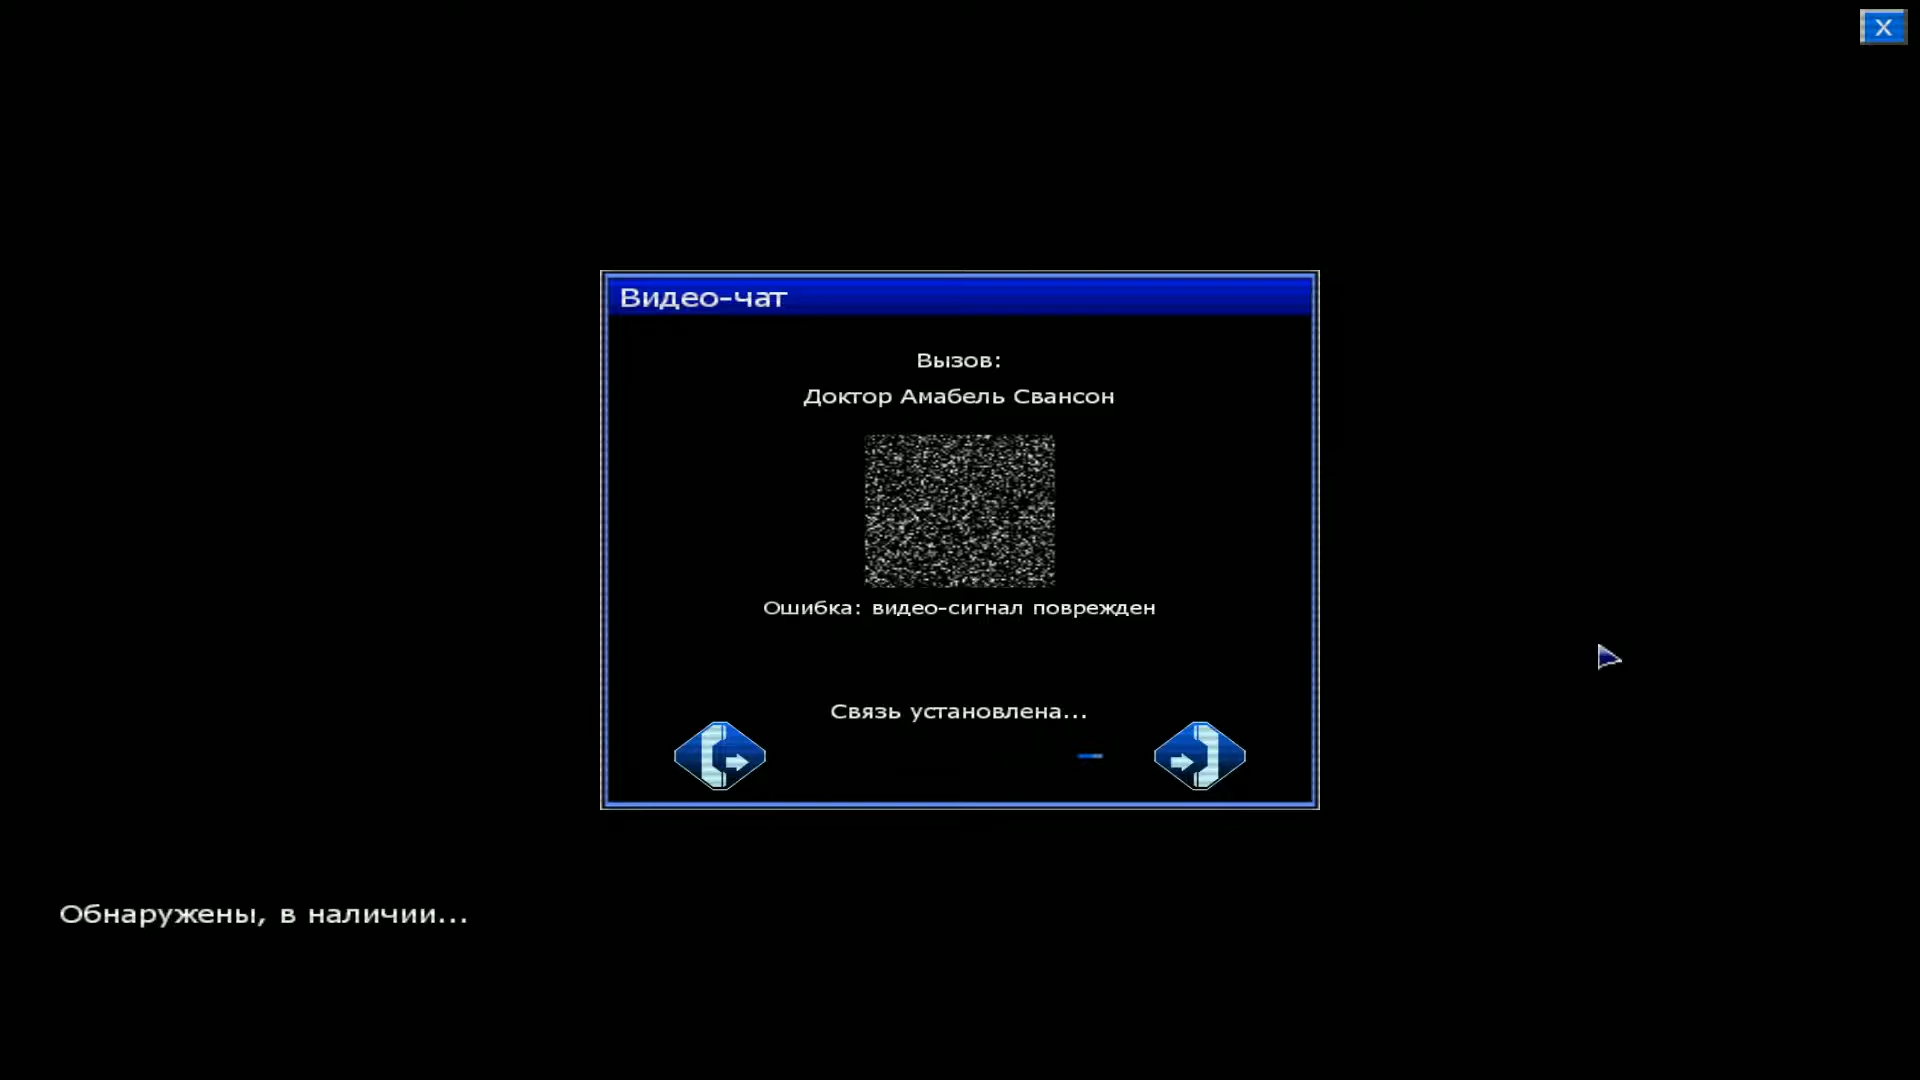 X
Видео-чат
Вызов:
Доктор Амабель Свансон
Ошибка: видео-сигнал поврежден
Связь установлена...
Обнаружены, в наличии...